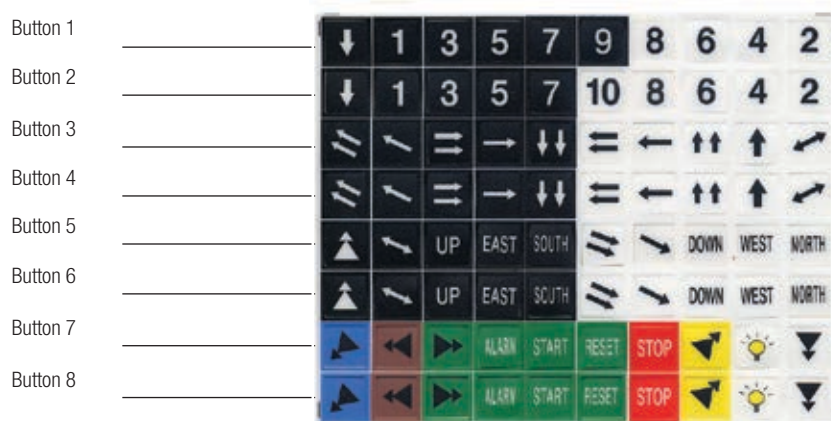 Button 1
1 3 5 7 9 8 6 4 2
Button 2
1 3 5 7 10 8 6 4 2
Button 3
Button 4
Button 5
UP EAST SOUTH DOWN WEST NORTH
Button 6
UP EAST SOUTH DOWN WEST NORTH
Button 7
ALARM START RESET STOP
Button 8
ALARM START RESET STOP